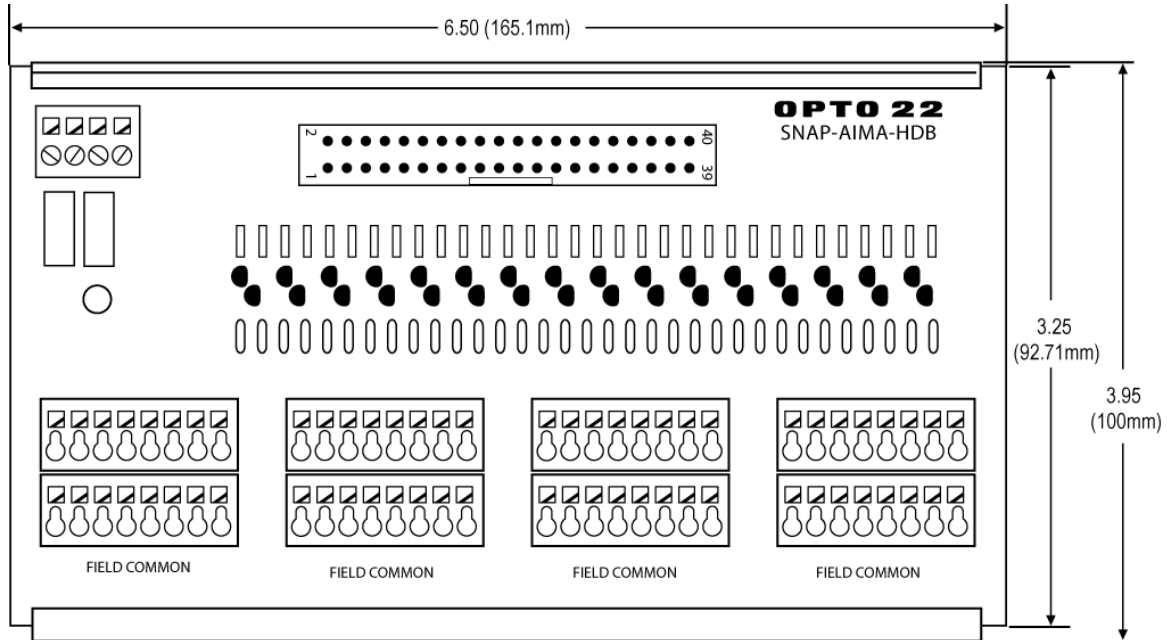 6.50 (165.1mm)
OPTO 22
SNAP-AIMA-HDB
2
40
1
39
3.25
(92.71mm)
3.95
(100mm)
FIELD COMMON
FIELD COMMON
FIELD COMMON
FIELD COMMON